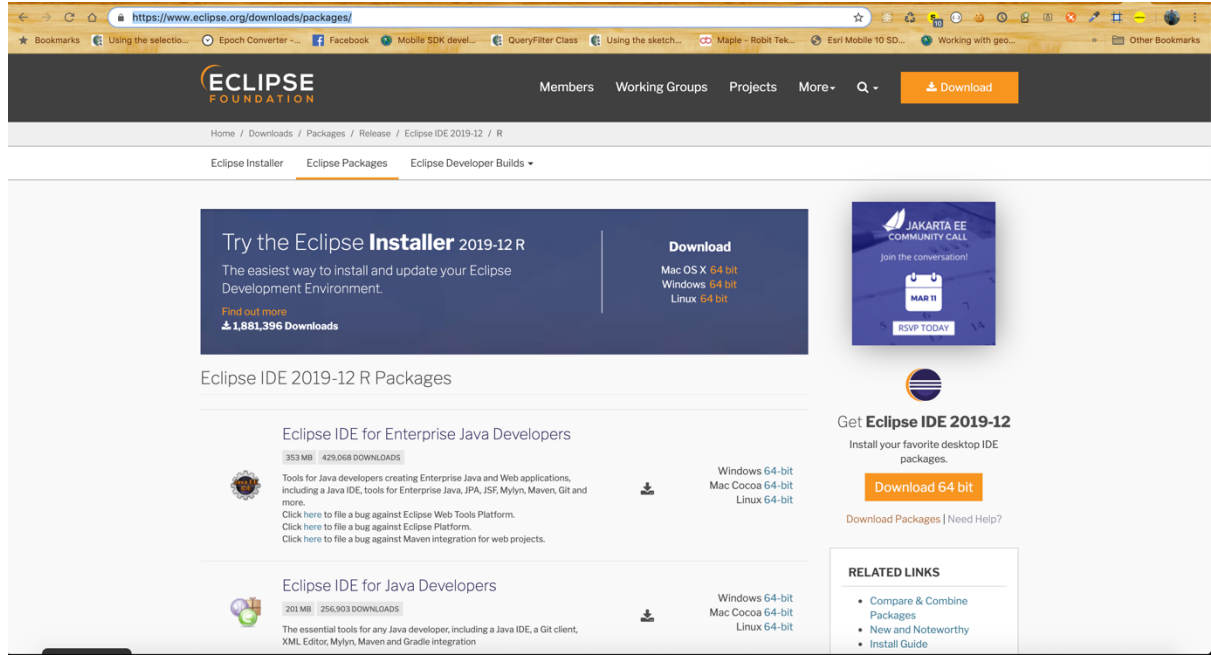 https://www.eclipse.org/downloads/packages/
Bookmarks Using the selectio... Epoch Converter -... Facebook Mobile SDK devel... QueryFilter Class Using the sketch... Maple - Robit Tek... Esri Mobile 10 SD... Working with geo... » Other Bookmarks
ECLIPSE
FOUNDATION
Members Working Groups Projects More Download
Home / Downloads / Packages / Release / Eclipse IDE 2019-12 / R
Eclipse Installer Eclipse Packages Eclipse Developer Builds
Try the Eclipse Installer 2019-12 R
The easiest way to install and update your Eclipse
Development Environment.
Find out more
1,881,396 Downloads
Download
Mac OS X 64 bit
Windows 64 bit
Linux 64 bit
JAKARTA EE
COMMUNITY CALL
Join the conversation!
MAR 11
RSVP TODAY
Eclipse IDE 2019-12 R Packages
Eclipse IDE for Enterprise Java Developers
353 MB 429,068 DOWNLOADS
Tools for Java developers creating Enterprise Java and Web applications,
including a Java IDE, tools for Enterprise Java, JPA, JSF, Mylyn, Maven, Git and
more.
Click here to file a bug against Eclipse Web Tools Platform.
Click here to file a bug against Eclipse Platform.
Click here to file a bug against Maven integration for web projects.
Windows 64-bit
Mac Cocoa 64-bit
Linux 64-bit
Eclipse IDE for Java Developers
201 MB 256,903 DOWNLOADS
The essential tools for any Java developer, including a Java IDE, a Git client,
XML Editor, Mylyn, Maven and Gradle integration
Windows 64-bit
Mac Cocoa 64-bit
Linux 64-bit
Get Eclipse IDE 2019-12
Install your favorite desktop IDE
packages.
Download 64 bit
Download Packages | Need Help?
RELATED LINKS
• Compare & Combine
Packages
• New and Noteworthy
• Install Guide